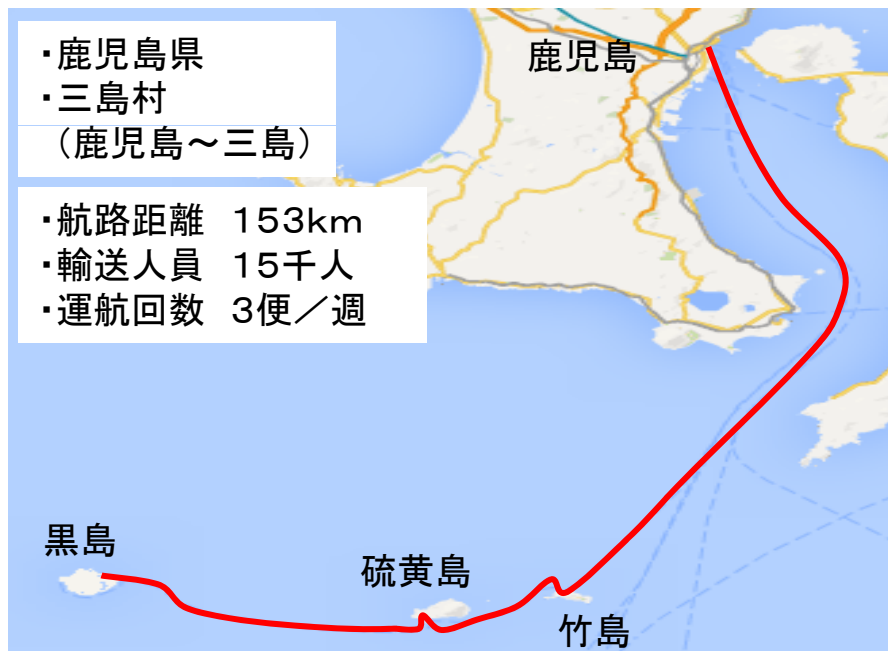 ・鹿児島県
・三島村
（鹿児島～三島）
・航路距離　１５３ｋｍ
・輸送人員　１５千人
・運航回数　３便／週
鹿児島
黒島
硫黄島
竹島